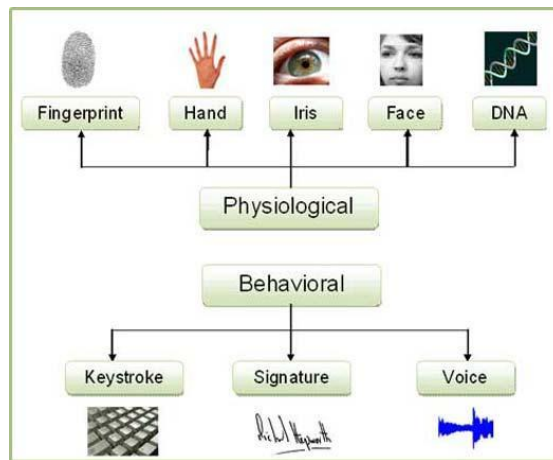 Fingerprint Hand Iris Face DNA
Physiological
Behavioral
Keystroke Signature Voice